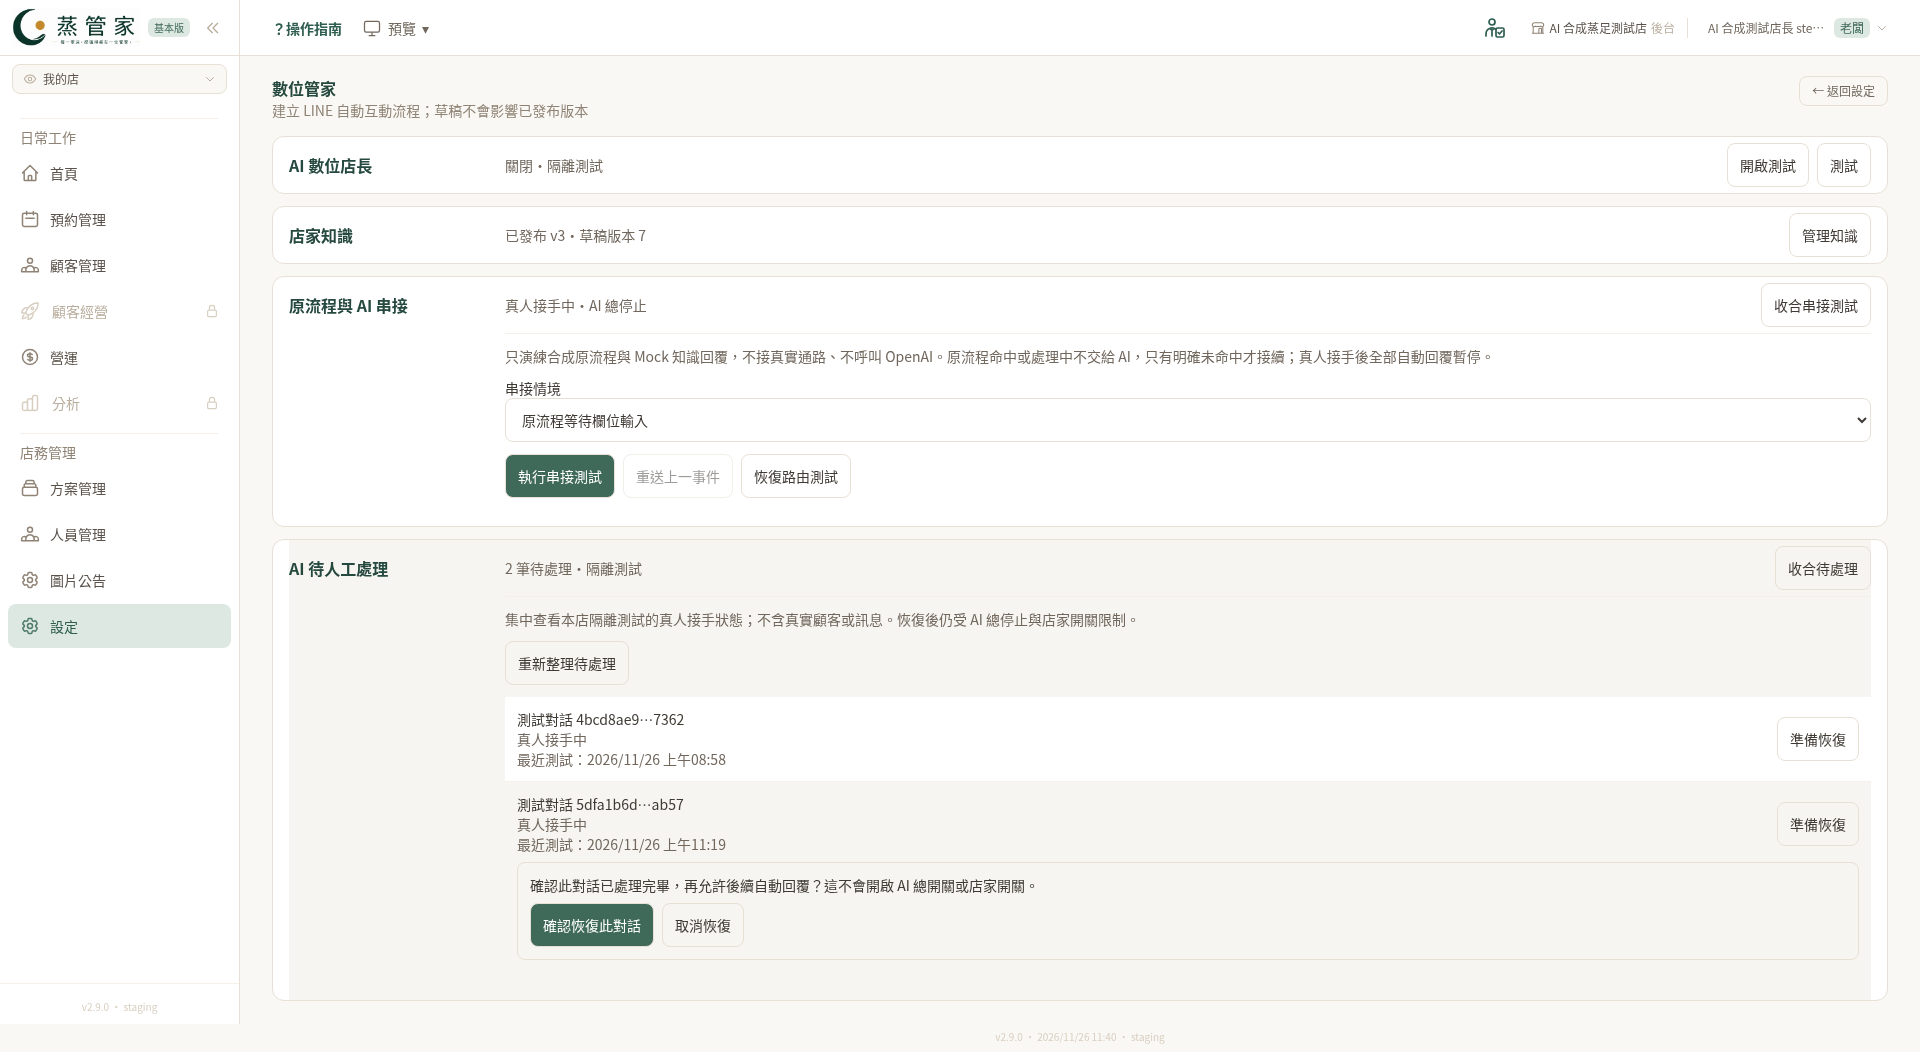 蒸管家
基本版
我的店
日常工作
首頁
預約管理
顧客管理
顧客經營
營運
分析
店務管理
方案管理
人員管理
圖片公告
設定
v2.9.0 · staging
? 操作指南
預覽 ▾
AI 合成蒸足測試店 後台
AI 合成測試店長 ste…
老闆
數位管家
建立 LINE 自動互動流程；草稿不會影響已發布版本
← 返回設定
AI 數位店長
關閉・隔離測試
開啟測試
測試
店家知識
已發布 v3・草稿版本 7
管理知識
原流程與 AI 串接
真人接手中・AI 總停止
收合串接測試
只演練合成原流程與 Mock 知識回覆，不接真實通路、不呼叫 OpenAI。原流程命中或處理中不交給 AI，只有明確未命中才接續；真人接手後全部自動回覆暫停。
串接情境
原流程等待欄位輸入
執行串接測試
重送上一事件
恢復路由測試
AI 待人工處理
2 筆待處理・隔離測試
收合待處理
集中查看本店隔離測試的真人接手狀態；不含真實顧客或訊息。恢復後仍受 AI 總停止與店家開關限制。
重新整理待處理
測試對話 4bcd8ae9…7362
真人接手中
最近測試：2026/11/26 上午08:58
準備恢復
測試對話 5dfa1b6d…ab57
真人接手中
最近測試：2026/11/26 上午11:19
準備恢復
確認此對話已處理完畢，再允許後續自動回覆？這不會開啟 AI 總開關或店家開關。
確認恢復此對話
取消恢復
v2.9.0 · 2026/11/26 11:40 · staging